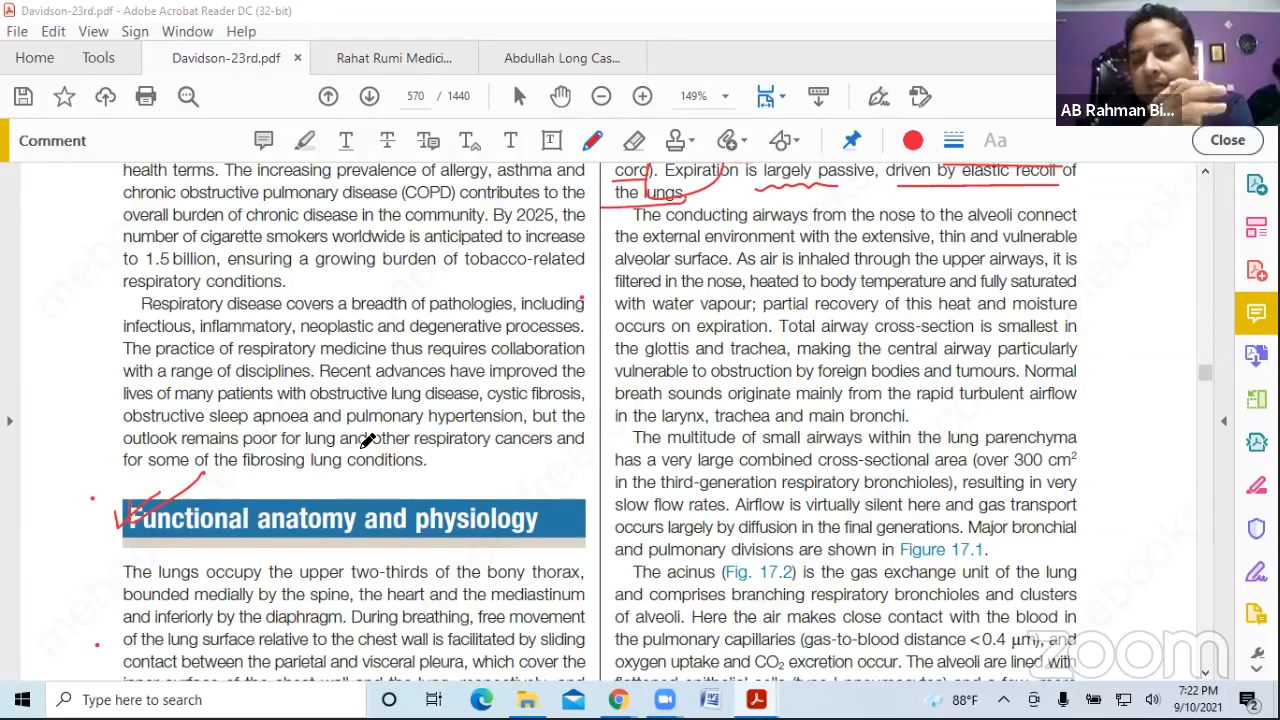 Davidson-23rd.pdf - Adobe Acrobat Reader DC (32-bit)
File Edit View Sign Window Help
Home Tools Davidson-23rd.pdf × Rahat Rumi Medici... Abdullah Long Cas...
570 / 1440 149%
AB Rahman Bi...
Comment
Close
health terms. The increasing prevalence of allergy, asthma and
chronic obstructive pulmonary disease (COPD) contributes to the
overall burden of chronic disease in the community. By 2025, the
number of cigarette smokers worldwide is anticipated to increase
to 1.5 billion, ensuring a growing burden of tobacco-related
respiratory conditions.
Respiratory disease covers a breadth of pathologies, including
infectious, inflammatory, neoplastic and degenerative processes.
The practice of respiratory medicine thus requires collaboration
with a range of disciplines. Recent advances have improved the
lives of many patients with obstructive lung disease, cystic fibrosis,
obstructive sleep apnoea and pulmonary hypertension, but the
outlook remains poor for lung and other respiratory cancers and
for some of the fibrosing lung conditions.
Functional anatomy and physiology
The lungs occupy the upper two-thirds of the bony thorax,
bounded medially by the spine, the heart and the mediastinum
and inferiorly by the diaphragm. During breathing, free movement
of the lung surface relative to the chest wall is facilitated by sliding
contact between the parietal and visceral pleura, which cover the
cord). Expiration is largely passive, driven by elastic recoil of
the lungs.
The conducting airways from the nose to the alveoli connect
the external environment with the extensive, thin and vulnerable
alveolar surface. As air is inhaled through the upper airways, it is
filtered in the nose, heated to body temperature and fully saturated
with water vapour; partial recovery of this heat and moisture
occurs on expiration. Total airway cross-section is smallest in
the glottis and trachea, making the central airway particularly
vulnerable to obstruction by foreign bodies and tumours. Normal
breath sounds originate mainly from the rapid turbulent airflow
in the larynx, trachea and main bronchi.
The multitude of small airways within the lung parenchyma
has a very large combined cross-sectional area (over 300 cm²
in the third-generation respiratory bronchioles), resulting in very
slow flow rates. Airflow is virtually silent here and gas transport
occurs largely by diffusion in the final generations. Major bronchial
and pulmonary divisions are shown in Figure 17.1.
The acinus (Fig. 17.2) is the gas exchange unit of the lung
and comprises branching respiratory bronchioles and clusters
of alveoli. Here the air makes close contact with the blood in
the pulmonary capillaries (gas-to-blood distance <0.4 μm), and
oxygen uptake and CO₂ excretion occur. The alveoli are lined with
zoom
Type here to search
88°F
7:22 PM
9/10/2021
2